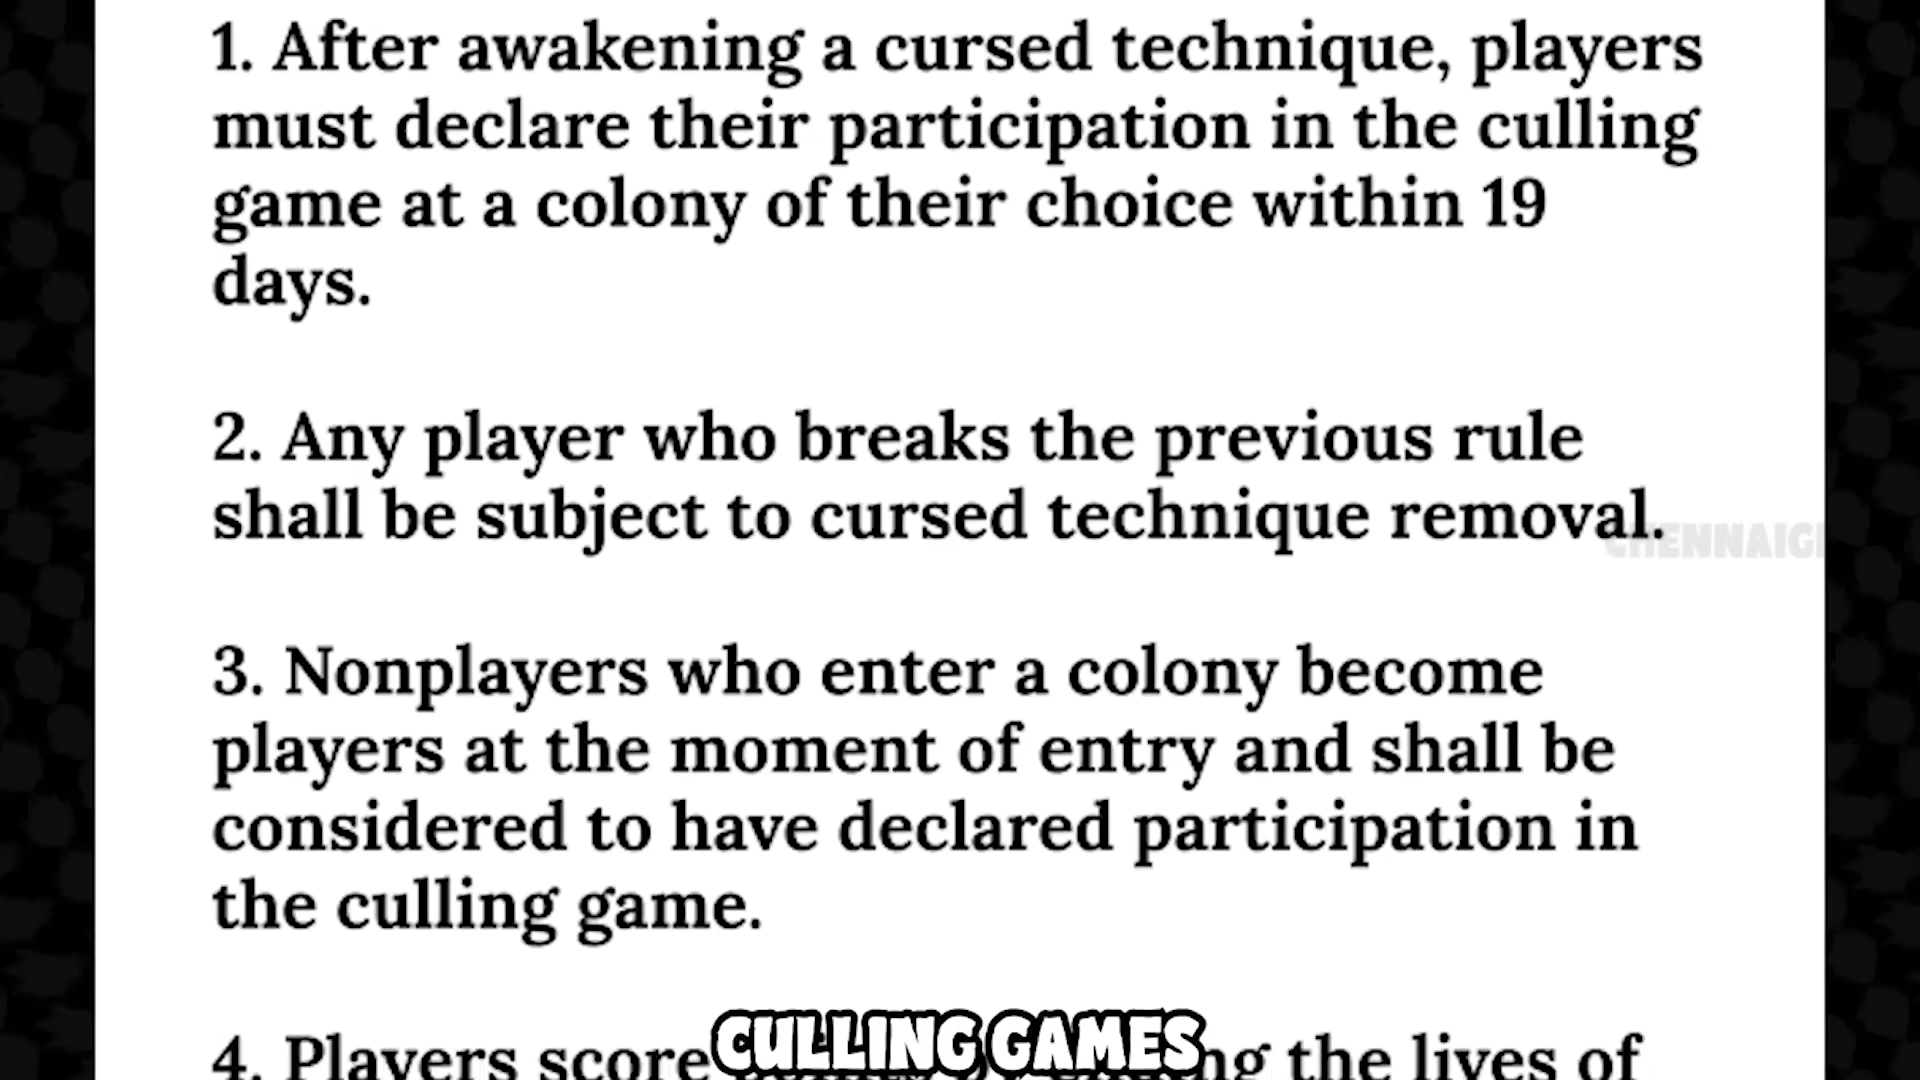 1. After awakening a cursed technique, players
must declare their participation in the culling
game at a colony of their choice within 19
days.
2. Any player who breaks the previous rule
shall be subject to cursed technique removal.
CHENNAIG
3. Nonplayers who enter a colony become
players at the moment of entry and shall be
considered to have declared participation in
the culling game.
4. Players score the lives of
CULLING GAMES